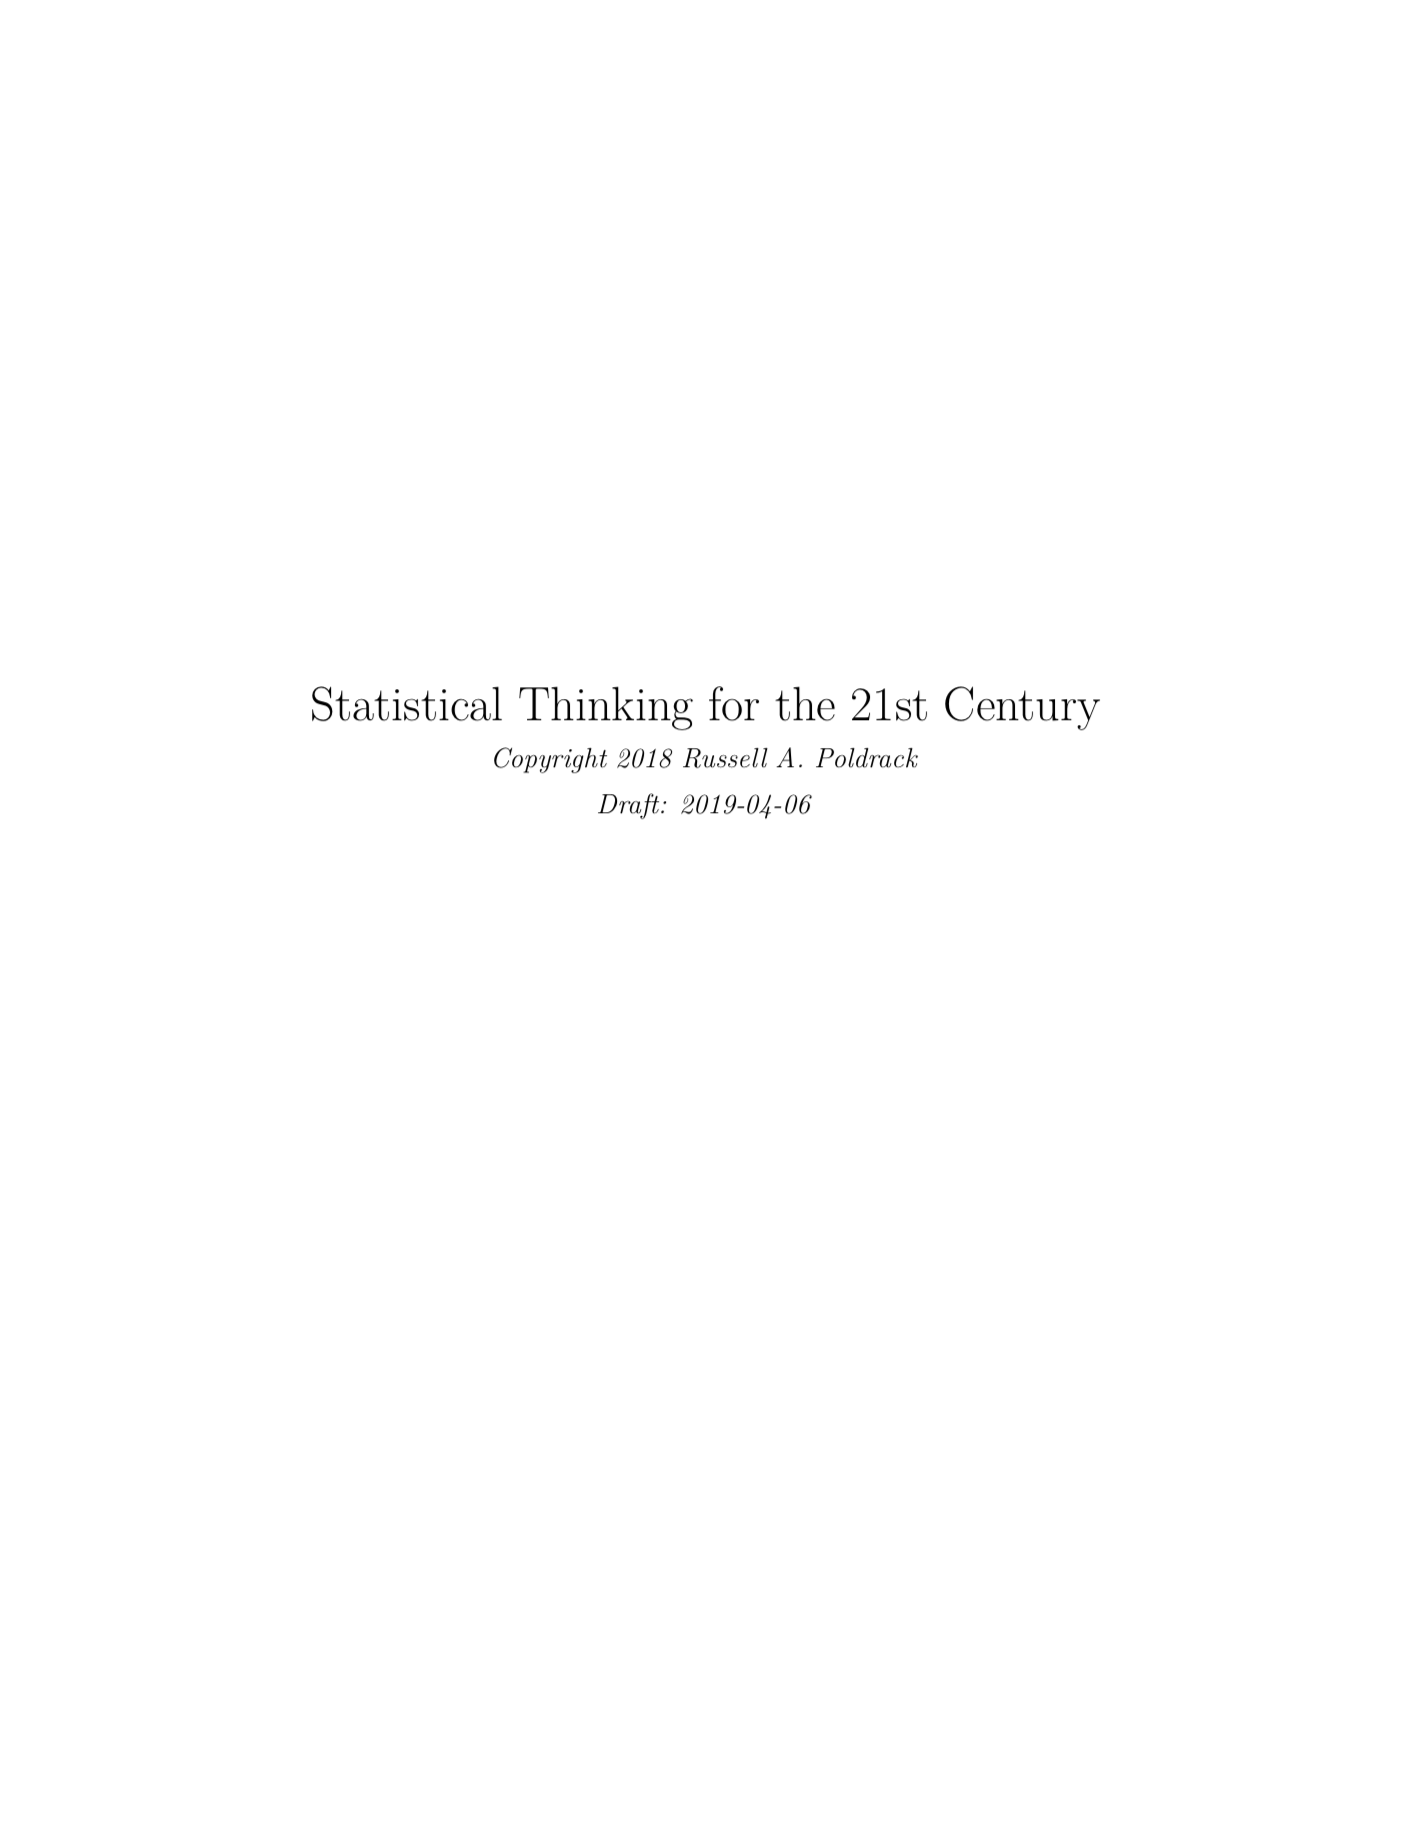 Statistical Thinking for the 21st Century
Copyright 2018 Russell A. Poldrack
Draft: 2019-04-06